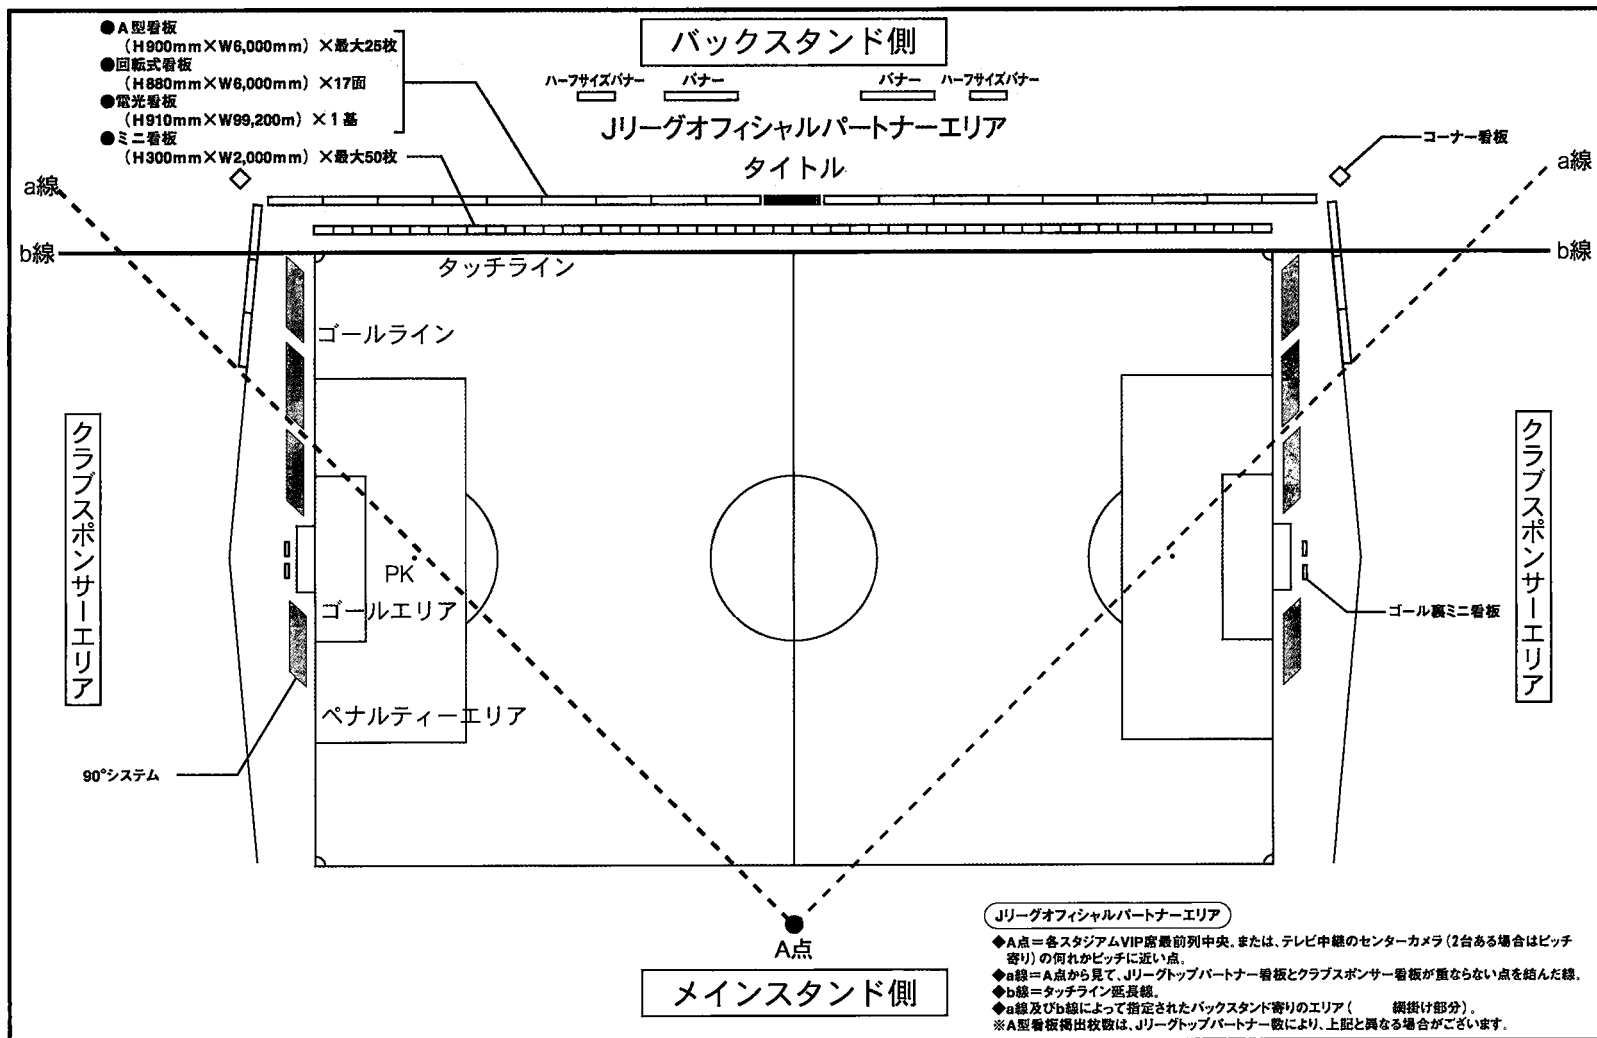 ●A型看板
（H900mm×W6,000mm）×最大25枚
●回転式看板
（H880mm×W6,000mm）×17面
●電光看板
（H910mm×W99,200m）×1基
●ミニ看板
（H300mm×W2,000mm）×最大50枚
バックスタンド側
ハーフサイズバナー バナー バナー ハーフサイズバナー
Jリーグオフィシャルパートナーエリア
タイトル
コーナー看板
a線 a線
b線 b線
タッチライン
ゴールライン
クラブスポンサーエリア
クラブスポンサーエリア
PK
ゴールエリア
ゴール裏ミニ看板
ペナルティーエリア
90°システム
A点
メインスタンド側
Jリーグオフィシャルパートナーエリア
◆A点＝各スタジアムVIP席最前列中央。または、テレビ中継のセンターカメラ（2台ある場合はピッチ
寄り）の何れかピッチに近い点。
◆a線＝A点から見て、Jリーグトップパートナー看板とクラブスポンサー看板が重ならない点を結んだ線。
◆b線＝タッチライン延長線。
◆a線及びb線によって指定されたバックスタンド寄りのエリア（　　網掛け部分）。
※A型看板掲出枚数は、Jリーグトップパートナー数により、上記と異なる場合がございます。